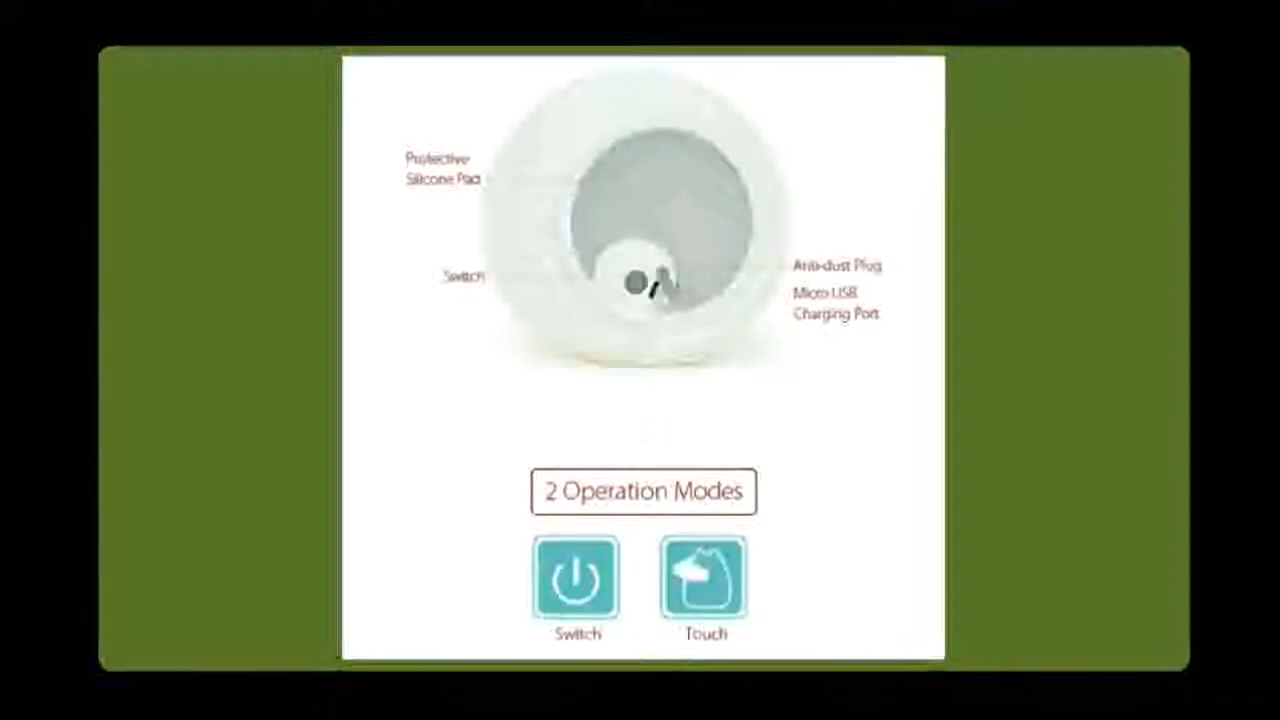 Protective
Silicone Pad
Switch
Anti-dust Plug
Micro USB
Charging Port
2 Operation Modes
Switch
Touch